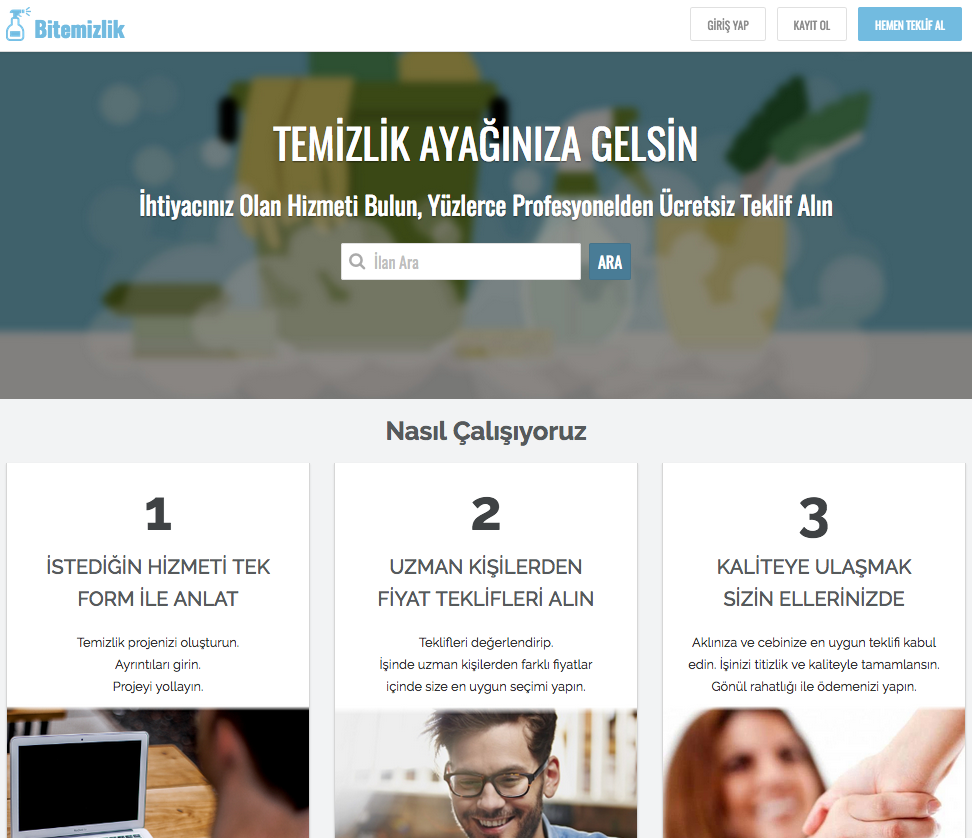 Bitemizlik
GİRİŞ YAP
KAYIT OL
HEMEN TEKLİF AL
TEMİZLİK AYAĞINIZA GELSİN
İhtiyacınız Olan Hizmeti Bulun, Yüzlerce Profesyonelden Ücretsiz Teklif Alın
İlan Ara
ARA
Nasıl Çalışıyoruz
1
İSTEDİĞİN HİZMETİ TEK
FORM İLE ANLAT
Temizlik projenizi oluşturun.
Ayrıntıları girin.
Projeyi yollayın.
2
UZMAN KİŞİLERDEN
FİYAT TEKLİFLERİ ALIN
Teklifleri değerlendirip.
İşinde uzman kişilerden farklı fiyatlar
içinde size en uygun seçimi yapın.
3
KALİTEYE ULAŞMAK
SİZİN ELLERİNİZDE
Aklınıza ve cebinize en uygun teklifi kabul
edin. İşinizi titizlik ve kaliteyle tamamlansın.
Gönül rahatlığı ile ödemenizi yapın.